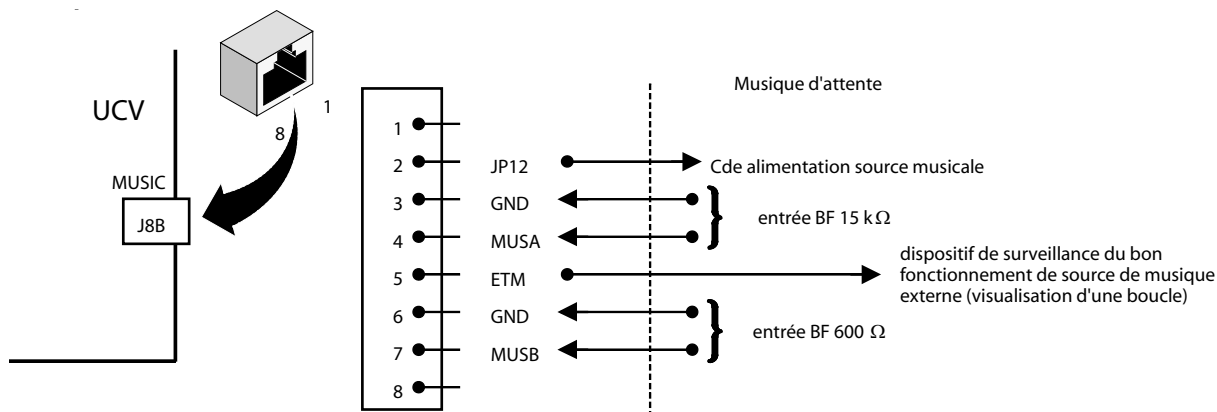 UCV
1
8
MUSIC
J8B
Musique d'attente
1
2 JP12 Cde alimentation source musicale
3 GND
entrée BF 15 k Ω
4 MUSA
5 ETM
dispositif de surveillance du bon
fonctionnement de source de musique
externe (visualisation d'une boucle)
6 GND
entrée BF 600 Ω
7 MUSB
8